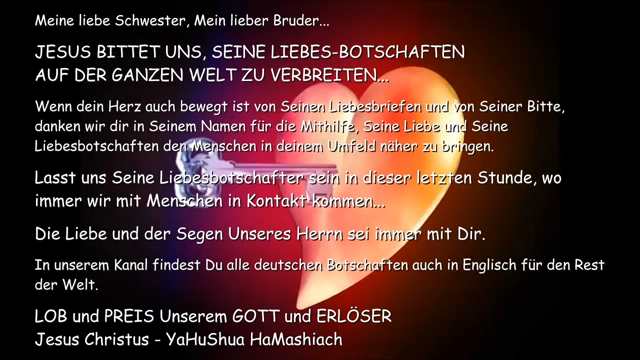 Meine liebe Schwester, Mein lieber Bruder...
JESUS BITTET UNS, SEINE LIEBES-BOTSCHAFTEN
AUF DER GANZEN WELT ZU VERBREITEN...
Wenn dein Herz auch bewegt ist von Seinen Liebesbriefen und von Seiner Bitte,
danken wir dir in Seinem Namen für die Mithilfe, Seine Liebe und Seine
Liebesbotschaften den Menschen in deinem Umfeld näher zu bringen.
Lasst uns Seine Liebesbotschafter sein in dieser letzten Stunde, wo
immer wir mit Menschen in Kontakt kommen...
Die Liebe und der Segen Unseres Herrn sei immer mit Dir.
In unserem Kanal findest Du alle deutschen Botschaften auch in Englisch für den Rest
der Welt.
LOB und PREIS Unserem GOTT und ERLÖSER
Jesus Christus - YaHuShua HaMashiach